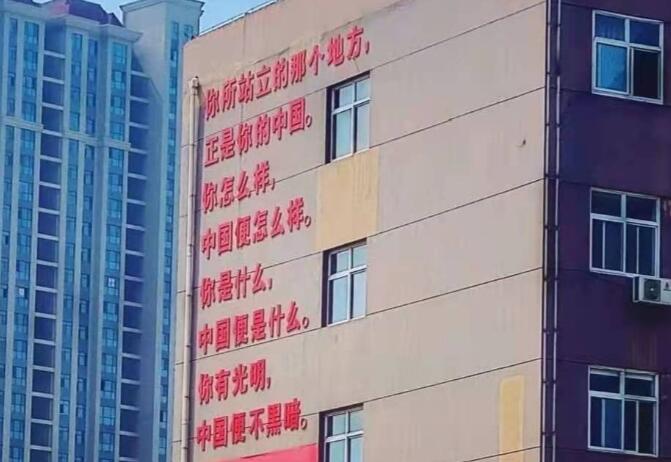 你所站立的那个地方，
正是你的中国。
你怎么样，
中国便怎么样。
你是什么，
中国便是什么。
你有光明，
中国便不黑暗。